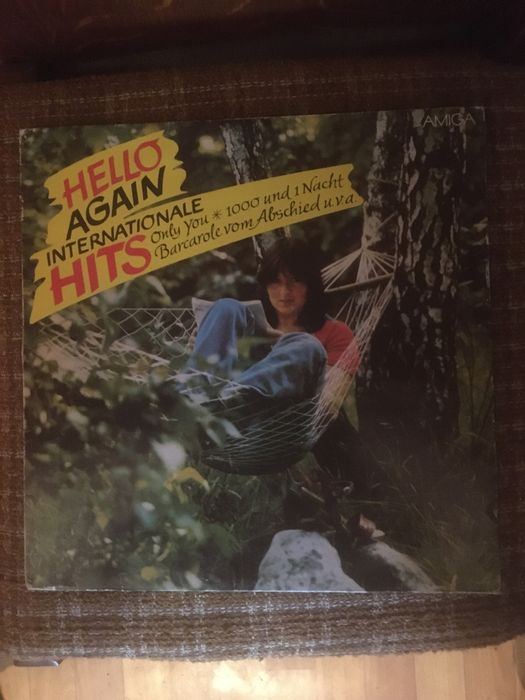 AMIGA
HELLO
AGAIN
INTERNATIONALE
HITS
Only You * 1000 und 1 Nacht
Barcarole vom Abschied u.v.a.